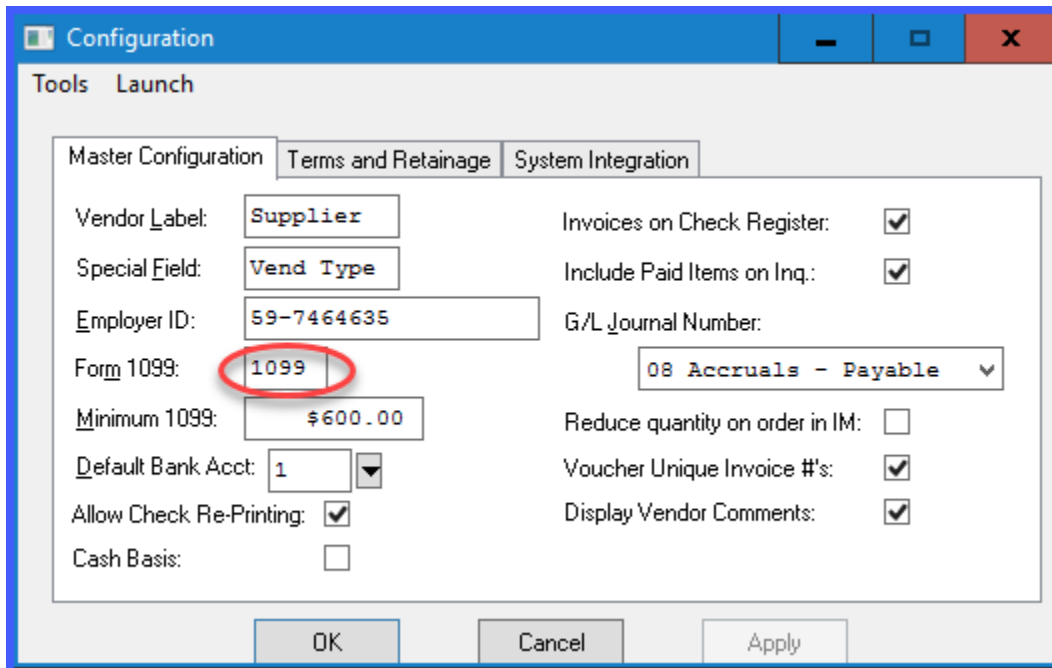 Configuration
Tools Launch
Master Configuration Terms and Retainage System Integration
Vendor Label: Supplier Invoices on Check Register:
Special Field: Vend Type Include Paid Items on Inq.:
Employer ID: 59-7464635 G/L Journal Number:
Form 1099: 1099 08 Accruals - Payable
Minimum 1099: $600.00 Reduce quantity on order in IM:
Default Bank Acct: 1 Voucher Unique Invoice #'s:
Allow Check Re-Printing: Display Vendor Comments:
Cash Basis:
OK Cancel Apply